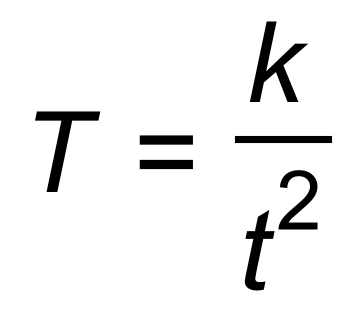 T = k/t²